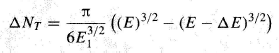 ΔN_T = π / 6E_1^{3/2} ((E)^{3/2} − (E − ΔE)^{3/2})